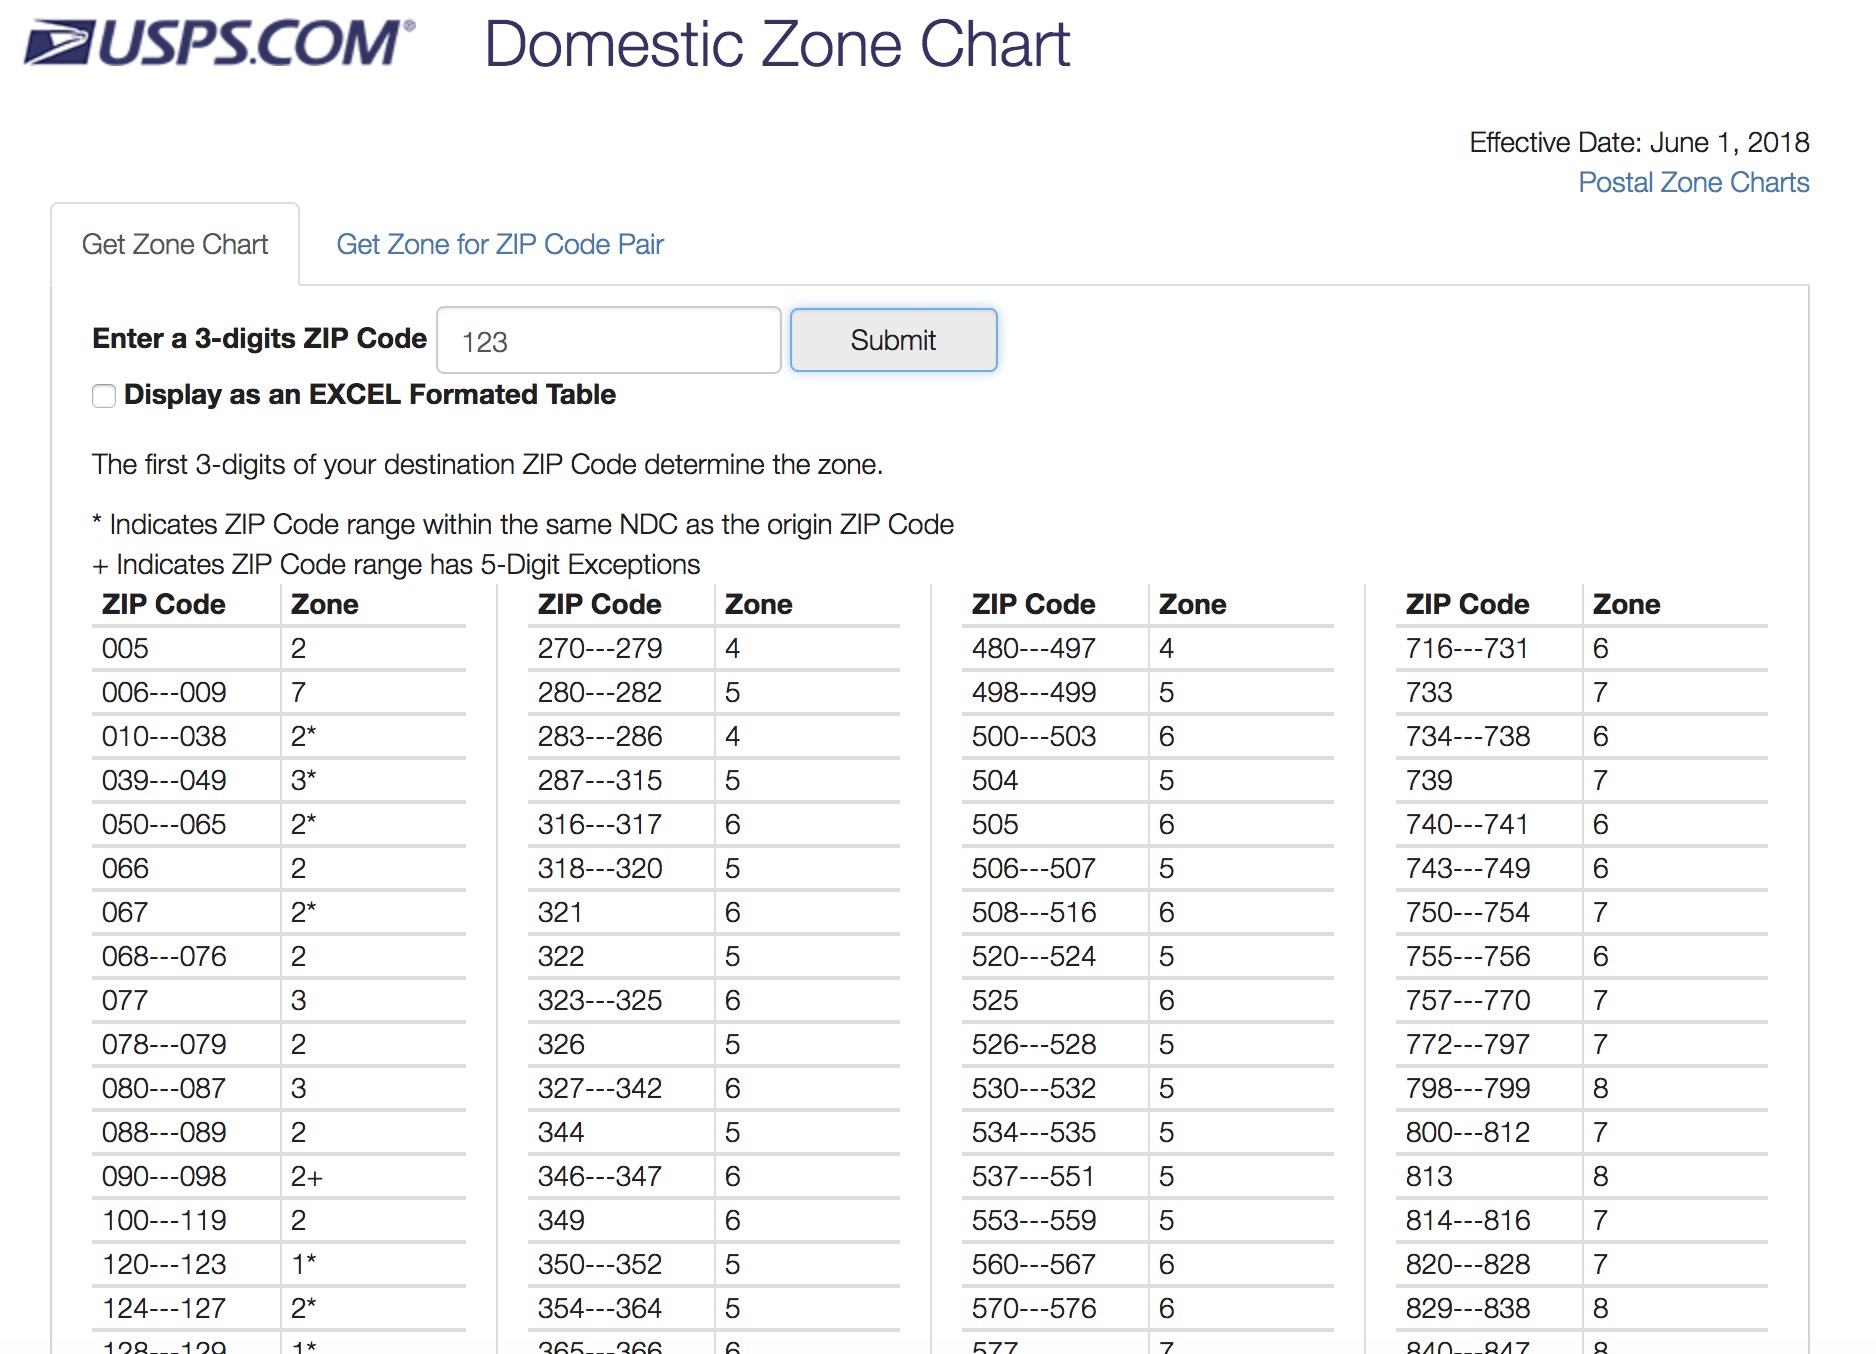 USPS.COM® Domestic Zone Chart
Effective Date: June 1, 2018
Postal Zone Charts
Get Zone Chart Get Zone for ZIP Code Pair
Enter a 3-digits ZIP Code 123 Submit
Display as an EXCEL Formated Table
The first 3-digits of your destination ZIP Code determine the zone.
* Indicates ZIP Code range within the same NDC as the origin ZIP Code
+ Indicates ZIP Code range has 5-Digit Exceptions
ZIP Code Zone ZIP Code Zone ZIP Code Zone ZIP Code Zone
005 2 270---279 4 480---497 4 716---731 6
006---009 7 280---282 5 498---499 5 733 7
010---038 2* 283---286 4 500---503 6 734---738 6
039---049 3* 287---315 5 504 5 739 7
050---065 2* 316---317 6 505 6 740---741 6
066 2 318---320 5 506---507 5 743---749 6
067 2* 321 6 508---516 6 750---754 7
068---076 2 322 5 520---524 5 755---756 6
077 3 323---325 6 525 6 757---770 7
078---079 2 326 5 526---528 5 772---797 7
080---087 3 327---342 6 530---532 5 798---799 8
088---089 2 344 5 534---535 5 800---812 7
090---098 2+ 346---347 6 537---551 5 813 8
100---119 2 349 6 553---559 5 814---816 7
120---123 1* 350---352 5 560---567 6 820---828 7
124---127 2* 354---364 5 570---576 6 829---838 8
128---129 1* 365---366 6 577 7 840---847 8